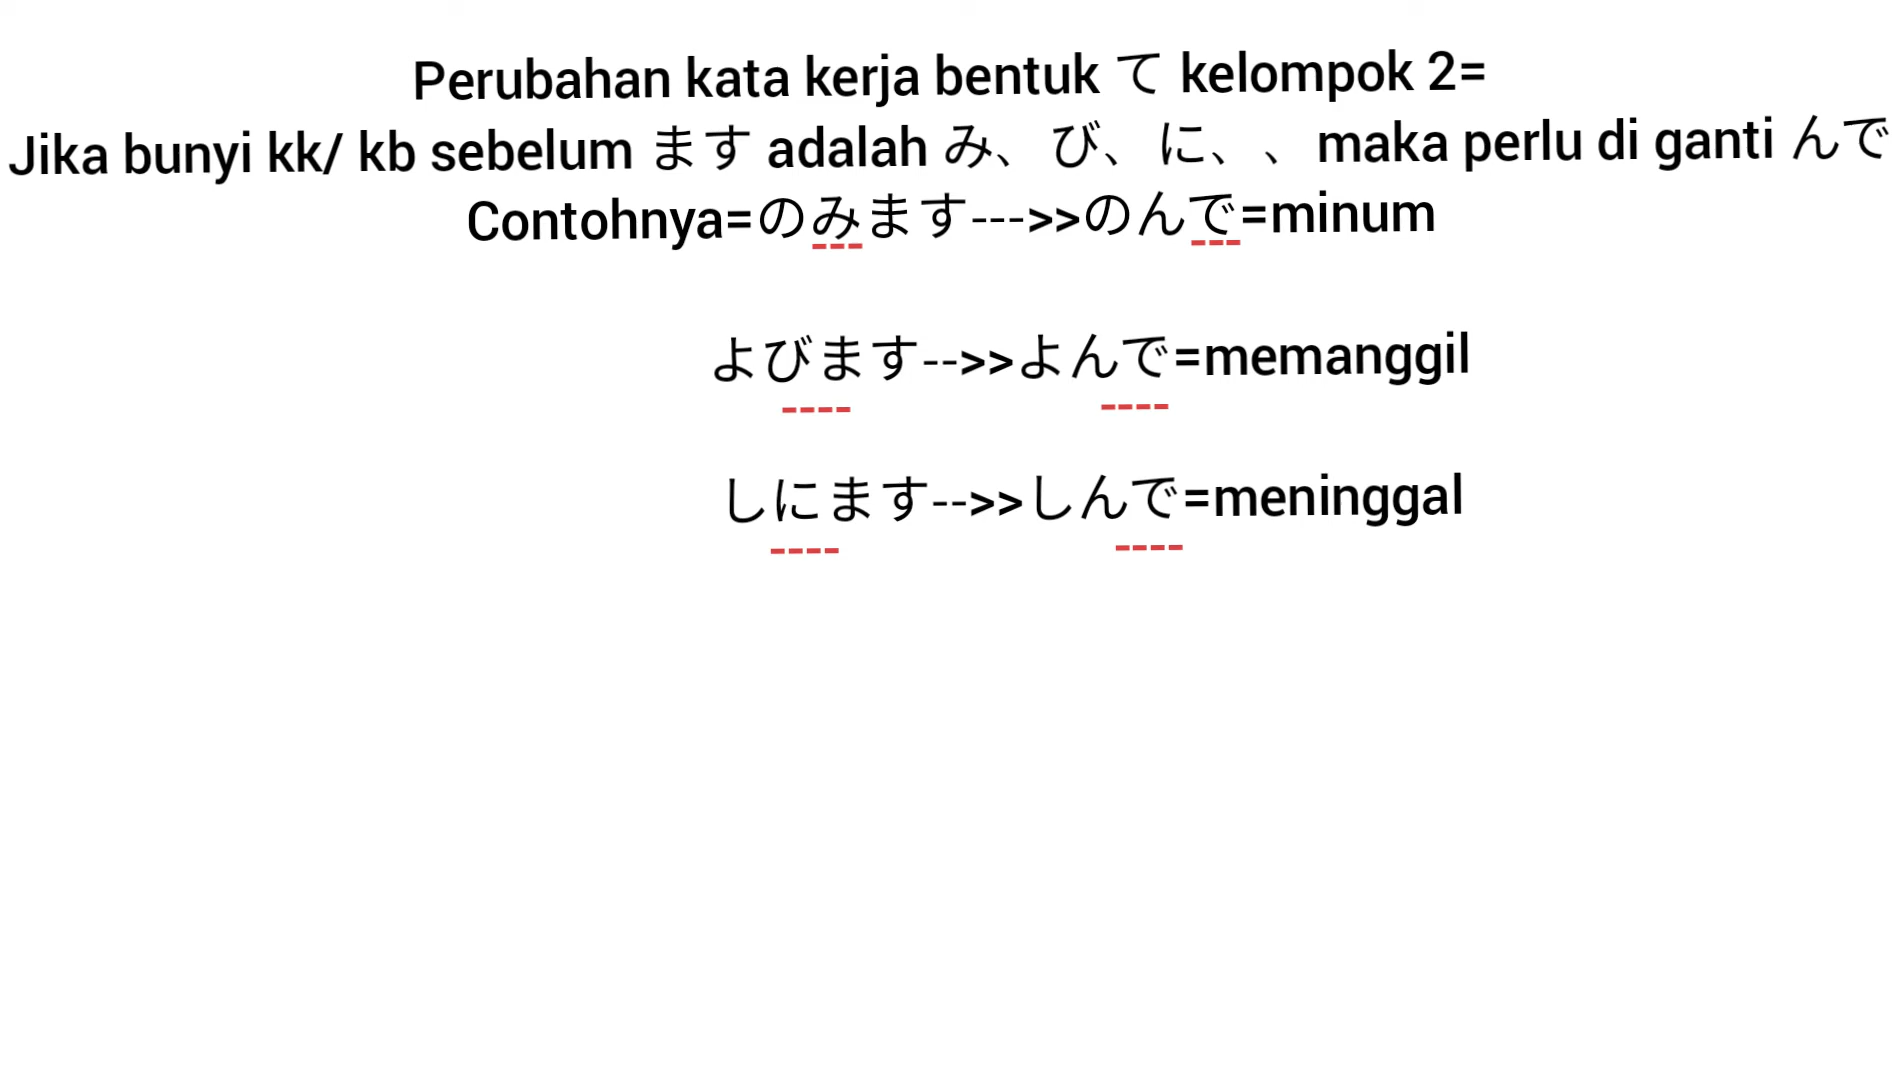 Perubahan kata kerja bentuk て kelompok 2=
Jika bunyi kk/ kb sebelum ます adalah み、び、に、、maka perlu di ganti んで
Contohnya=のみます--->>のんで=minum
よびます-->>よんで=memanggil
しにます-->>しんで=meninggal